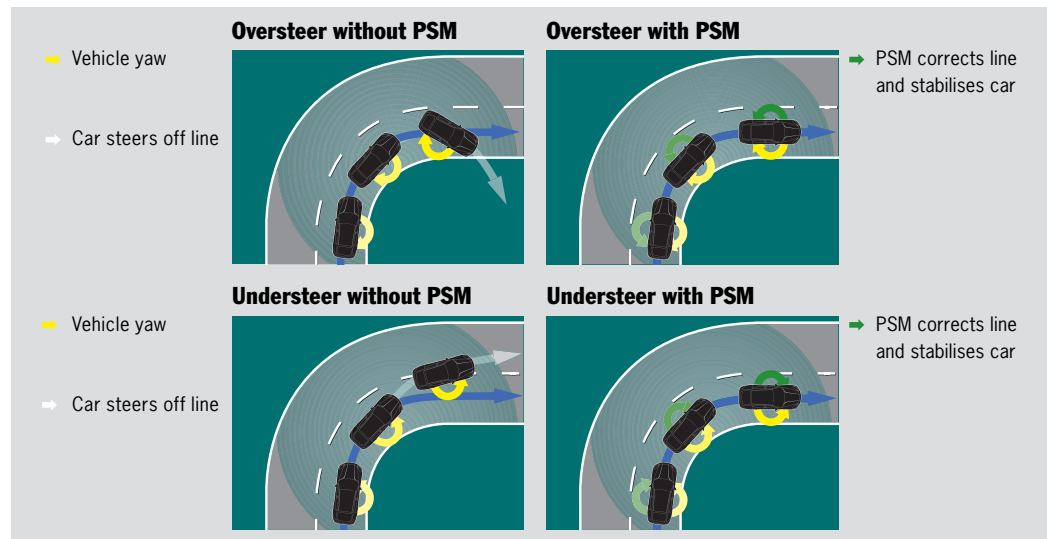 Oversteer without PSM
Oversteer with PSM
Vehicle yaw
Car steers off line
PSM corrects line
and stabilises car
Understeer without PSM
Understeer with PSM
Vehicle yaw
Car steers off line
PSM corrects line
and stabilises car